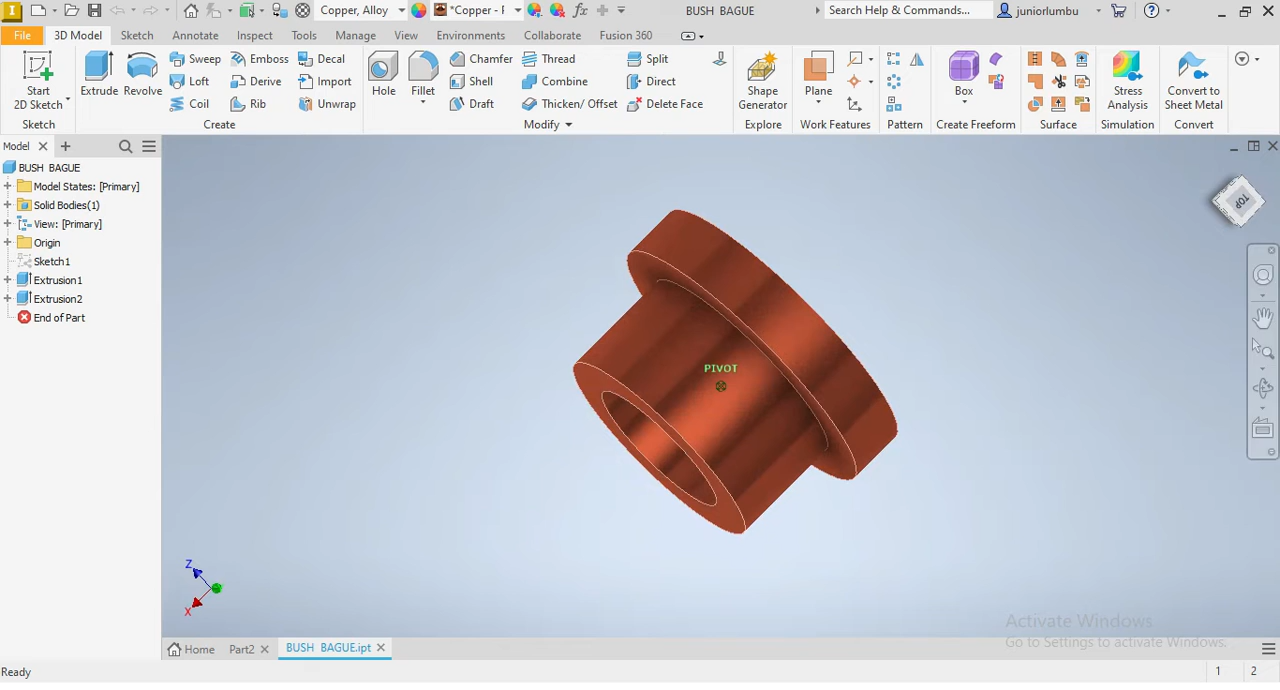 I Copper, Alloy *Copper - I fx BUSH BAGUE Search Help & Commands... juniorlumbu
File 3D Model Sketch Annotate Inspect Tools Manage View Environments Collaborate Fusion 360
Start 2D Sketch Extrude Revolve Sweep Emboss Decal Hole Fillet Chamfer Thread Split Shape Generator Plane Box Stress Analysis Convert to Sheet Metal
Loft Derive Import Shell Combine Direct
Coil Rib Unwrap Draft Thicken/ Offset Delete Face
Sketch Create Modify Explore Work Features Pattern Create Freeform Surface Simulation Convert
Model
BUSH BAGUE
Model States: [Primary]
Solid Bodies(1)
View: [Primary]
Origin
Sketch1
Extrusion1
Extrusion2
End of Part
TOP
PIVOT
Z
X
Activate Windows
Go to Settings to activate Windows.
Home Part2 BUSH BAGUE.ipt
Ready 1 2